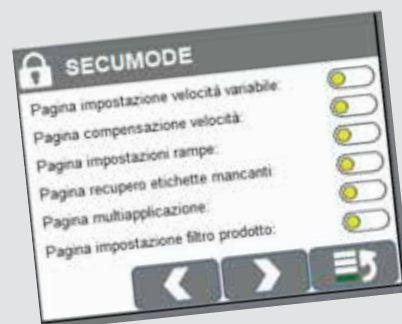 SECUMODE
Pagina impostazione velocità variabile:
Pagina compensazione velocità:
Pagina impostazioni rampe:
Pagina recupero etichette mancanti:
Pagina multiapplicazione:
Pagina impostazione filtro prodotto: